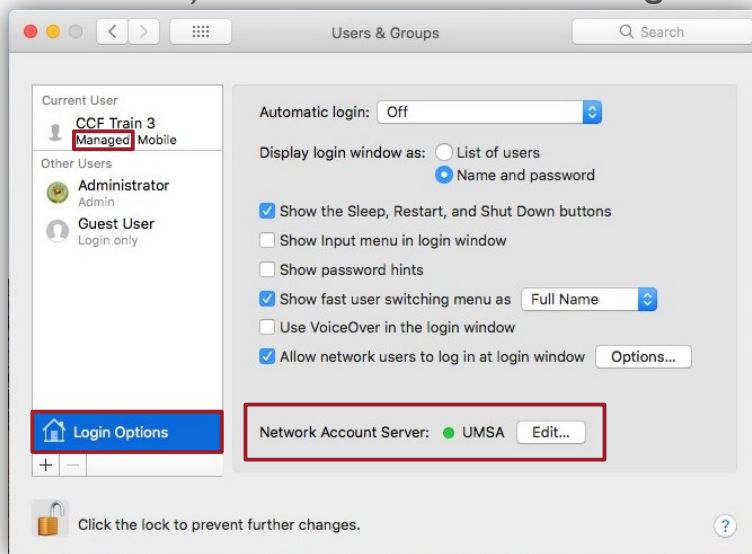 Users & Groups
Search
Current User
CCF Train 3
Managed, Mobile
Other Users
Administrator
Admin
Guest User
Login only
Login Options
+ −
Automatic login: Off
Display login window as: List of users
Name and password
Show the Sleep, Restart, and Shut Down buttons
Show Input menu in login window
Show password hints
Show fast user switching menu as Full Name
Use VoiceOver in the login window
Allow network users to log in at login window Options...
Network Account Server: UMSA Edit...
Click the lock to prevent further changes.
?